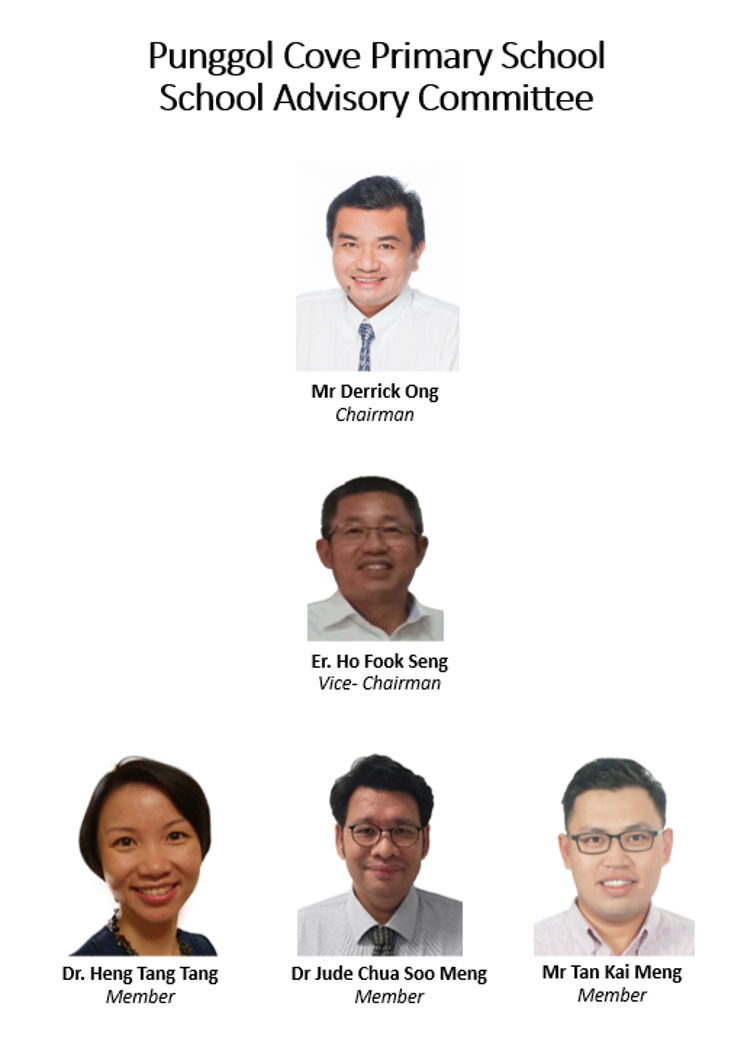 Punggol Cove Primary School
School Advisory Committee
Mr Derrick Ong
Chairman
Er. Ho Fook Seng
Vice- Chairman
Dr. Heng Tang Tang
Member
Dr Jude Chua Soo Meng
Member
Mr Tan Kai Meng
Member